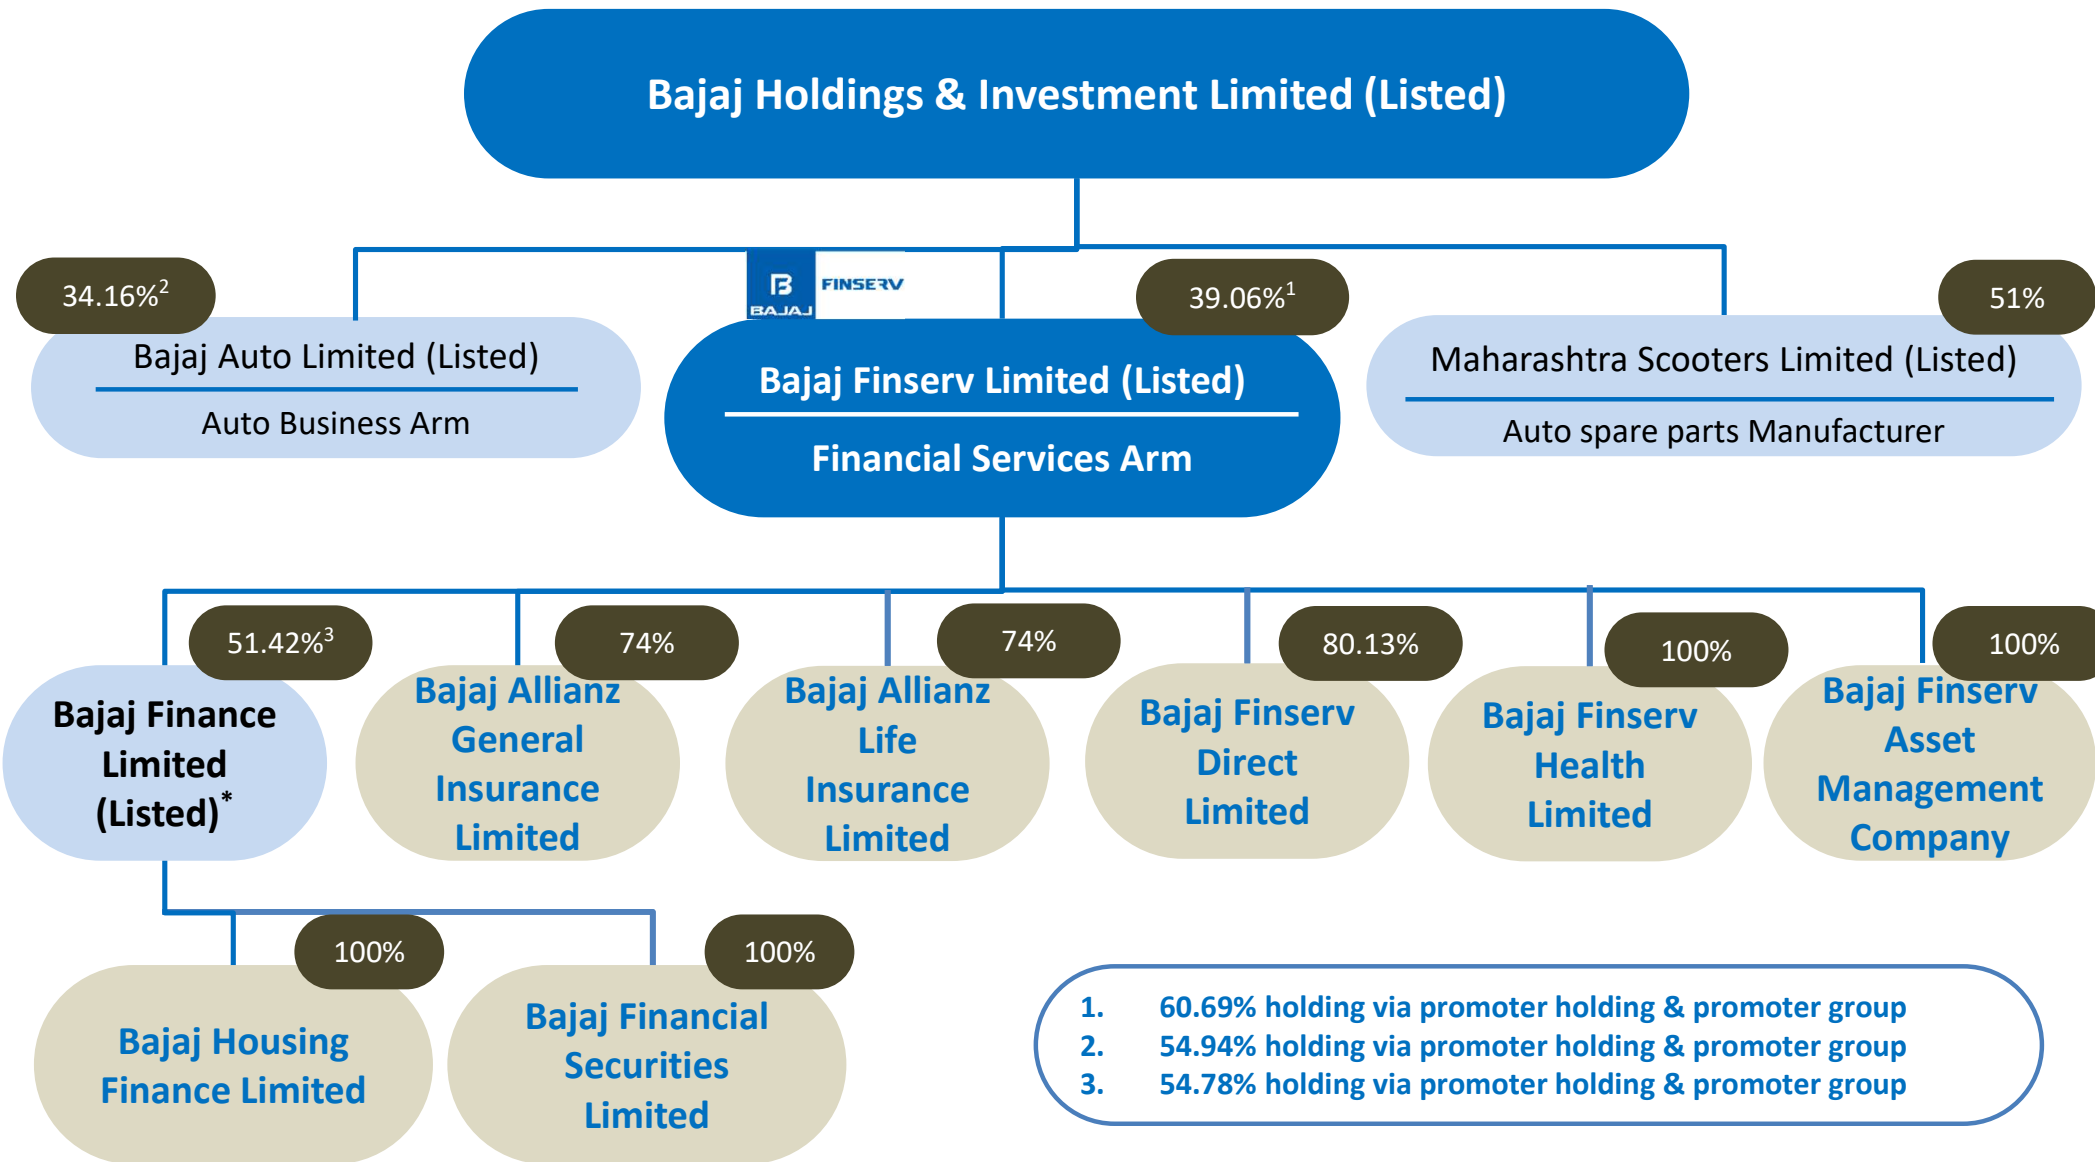 Bajaj Holdings & Investment Limited (Listed)
34.16%2
B
BAJAJ
FINSERV
39.06%1
51%
Bajaj Auto Limited (Listed)
Auto Business Arm
Bajaj Finserv Limited (Listed)
Financial Services Arm
Maharashtra Scooters Limited (Listed)
Auto spare parts Manufacturer
51.42%3
74%
74%
80.13%
100%
100%
Bajaj Finance
Limited
(Listed)*
Bajaj Allianz
General
Insurance
Limited
Bajaj Allianz
Life
Insurance
Limited
Bajaj Finserv
Direct
Limited
Bajaj Finserv
Health
Limited
Bajaj Finserv
Asset
Management
Company
100%
100%
Bajaj Housing
Finance Limited
Bajaj Financial
Securities
Limited
1. 60.69% holding via promoter holding & promoter group
2. 54.94% holding via promoter holding & promoter group
3. 54.78% holding via promoter holding & promoter group